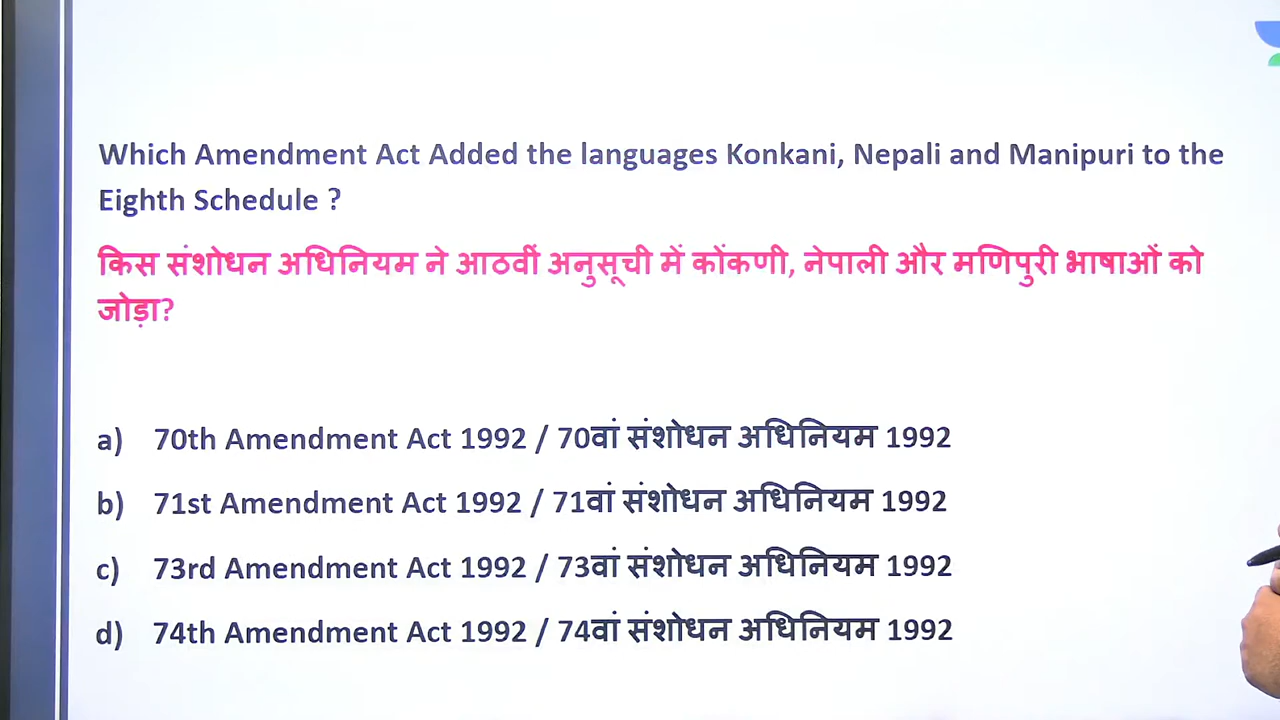 Which Amendment Act Added the languages Konkani, Nepali and Manipuri to the
Eighth Schedule ?
किस संशोधन अधिनियम ने आठवीं अनुसूची में कोंकणी, नेपाली और मणिपुरी भाषाओं को
जोड़ा?
a) 70th Amendment Act 1992 / 70वां संशोधन अधिनियम 1992
b) 71st Amendment Act 1992 / 71वां संशोधन अधिनियम 1992
c) 73rd Amendment Act 1992 / 73वां संशोधन अधिनियम 1992
d) 74th Amendment Act 1992 / 74वां संशोधन अधिनियम 1992